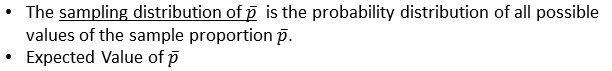 • The sampling distribution of p̄ is the probability distribution of all possible
values of the sample proportion p̄.
• Expected Value of p̄